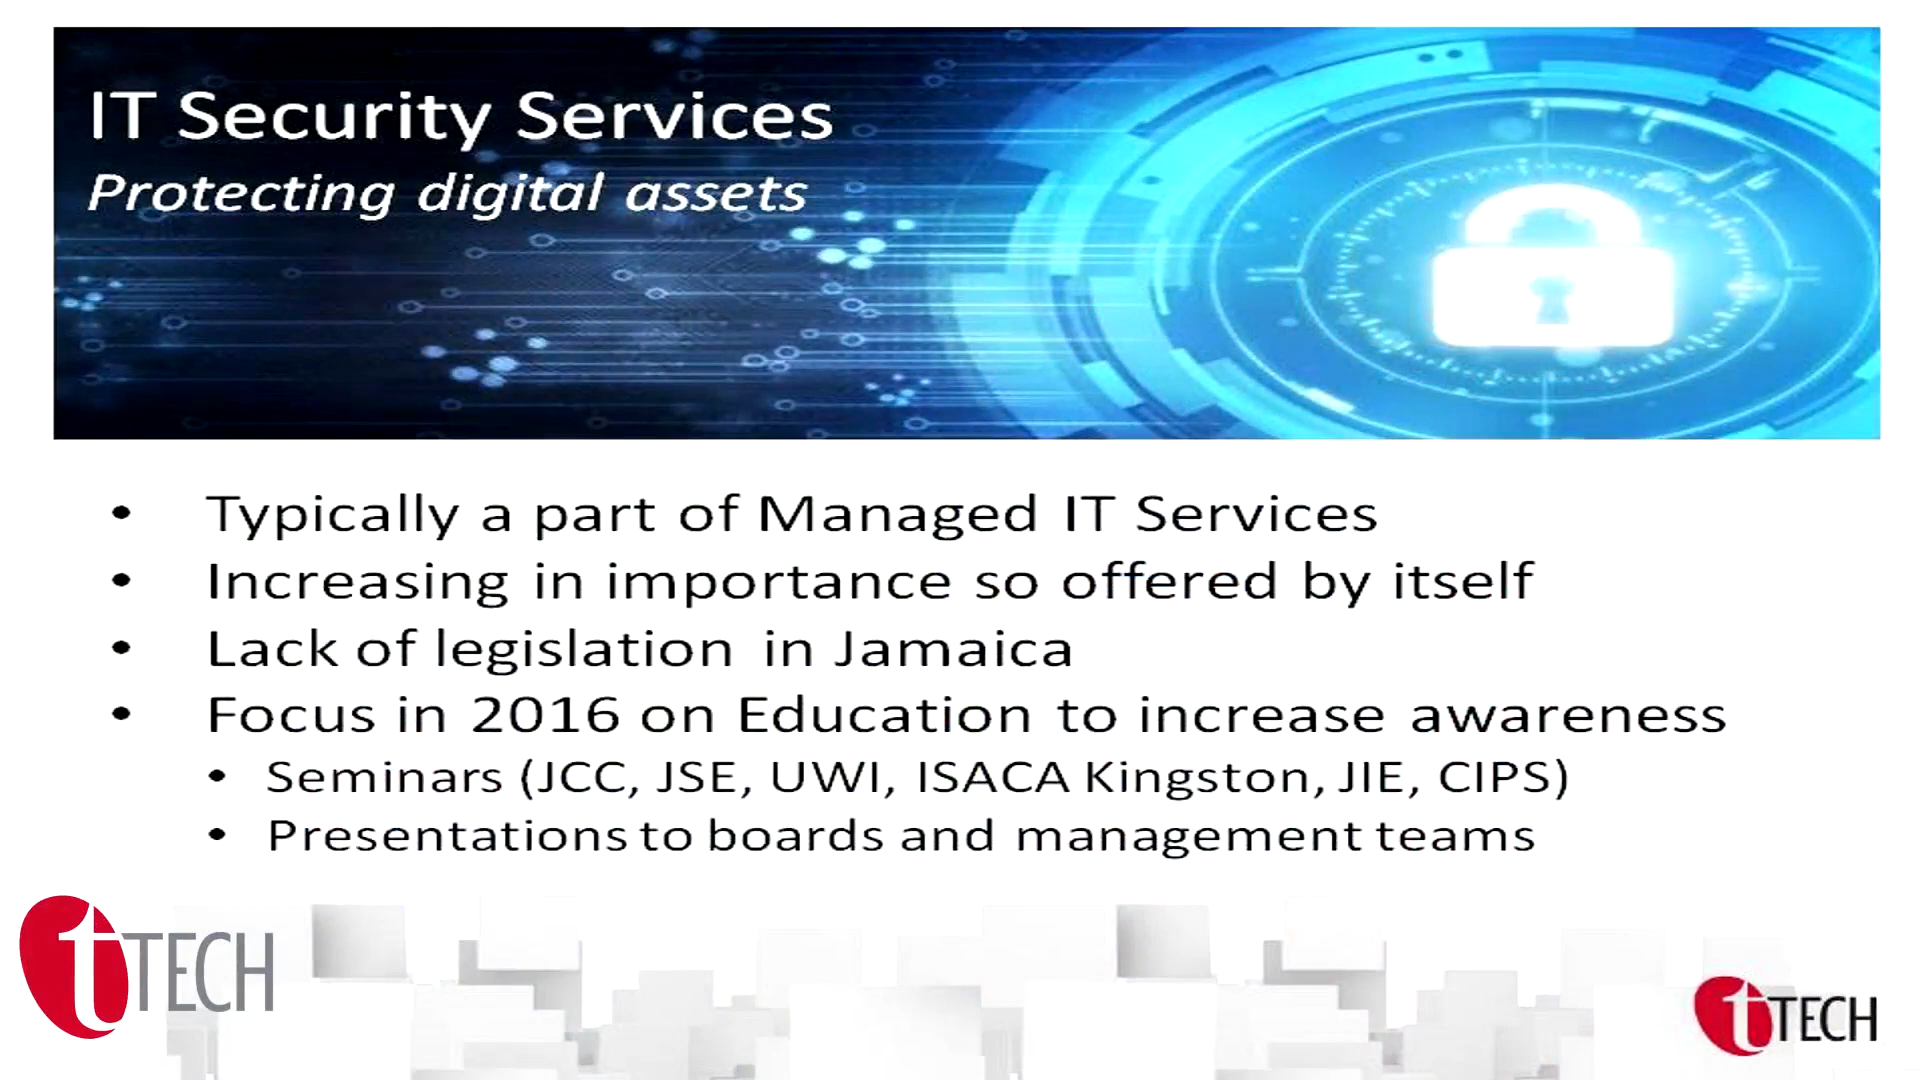 IT Security Services
Protecting digital assets
• Typically a part of Managed IT Services
• Increasing in importance so offered by itself
• Lack of legislation in Jamaica
• Focus in 2016 on Education to increase awareness
• Seminars (JCC, JSE, UWI, ISACA Kingston, JIE, CIPS)
• Presentations to boards and management teams
tTECH
tTECH